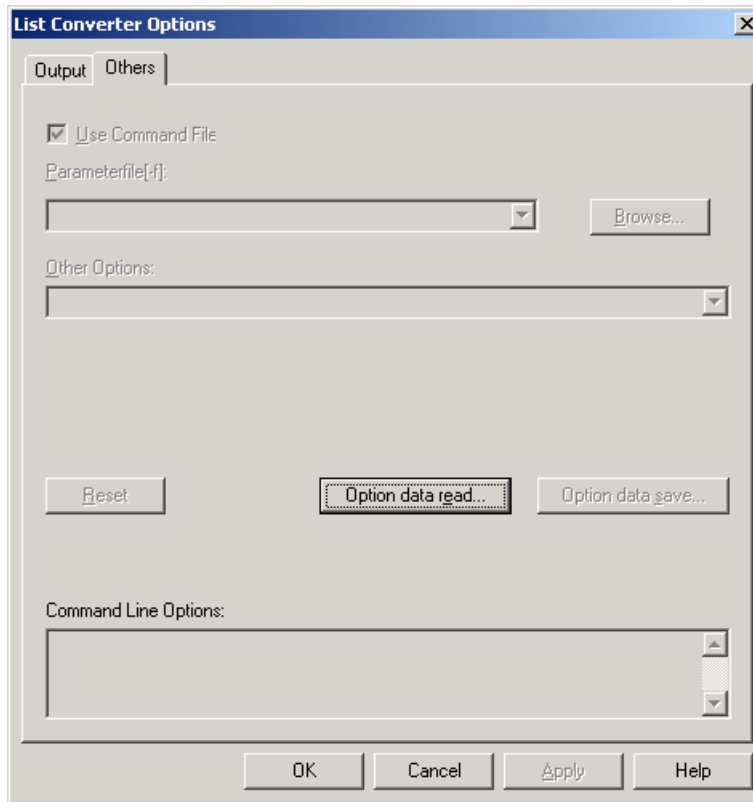 List Converter Options
Output Others
Use Command File
Parameterfile[-f]:
Browse...
Other Options:
Reset Option data read... Option data save...
Command Line Options:
OK Cancel Apply Help